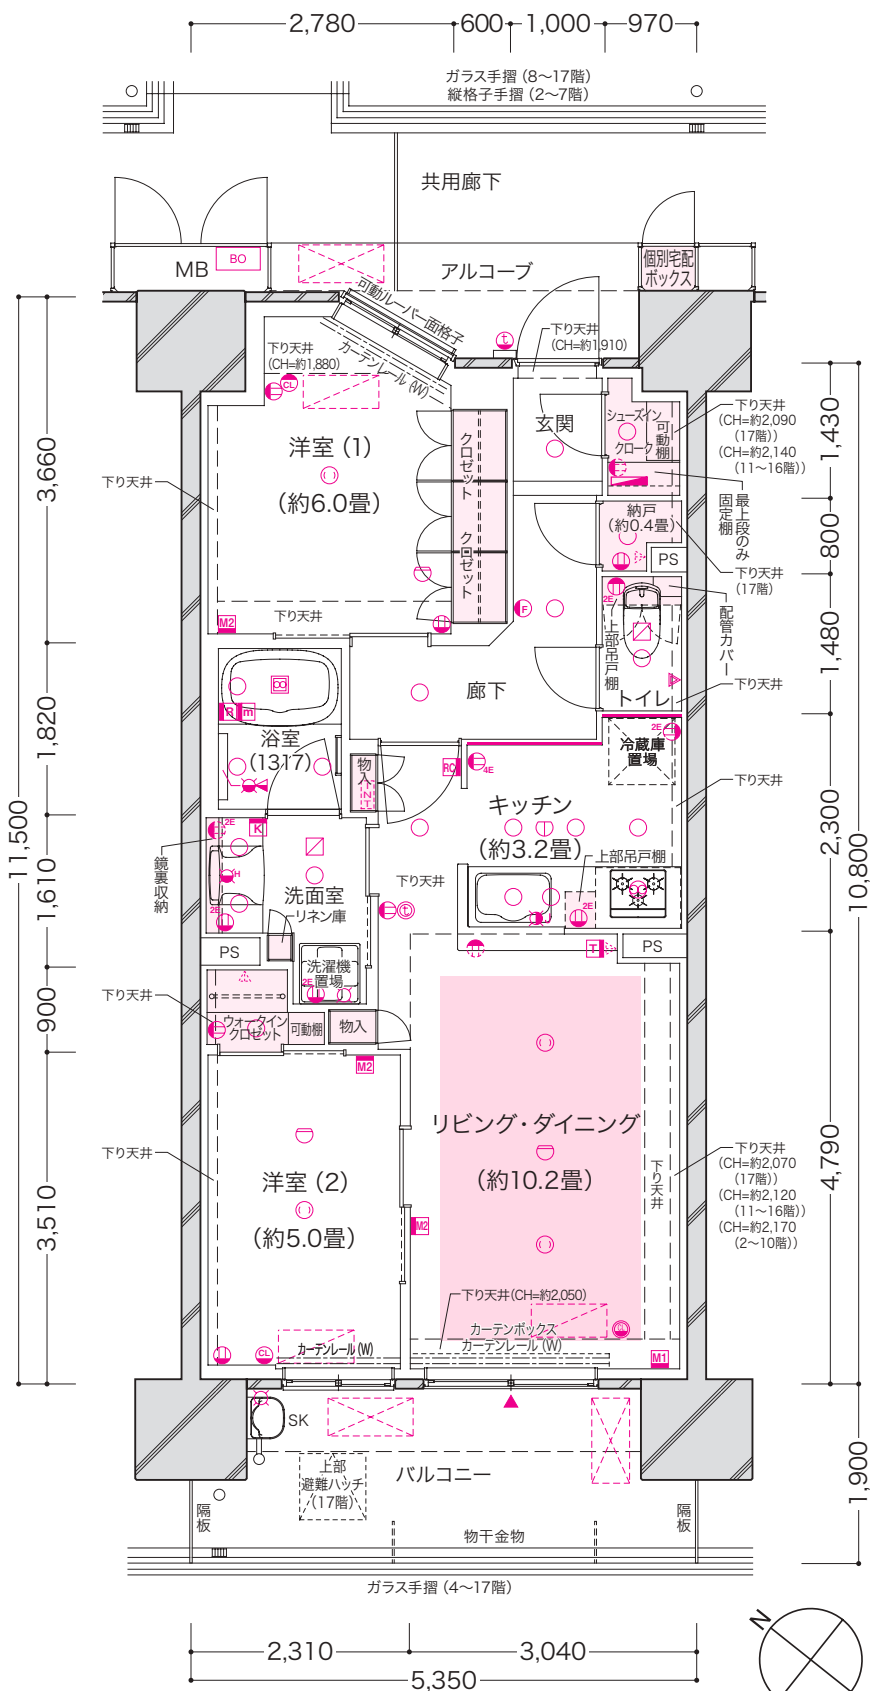 2,780
600
1,000
970
ガラス手摺 (8〜17階)
縦格子手摺 (2〜7階)
共用廊下
MB
BO
アルコーブ
個別宅配
ボックス
可動ルーバー面格子
カーテンレール (W)
下り天井
(CH=約1,880)
CL
t
下り天井
(CH=約1,910)
玄関
シューズイン
クローク
可動棚
下り天井
(CH=約2,090
(17階))
(CH=約2,140
(11〜16階))
最上段のみ
固定棚
洋室 (1)
(約6.0畳)
下り天井
クロゼット
クロゼット
納戸
(約0.4畳)
PS
下り天井
(17階)
配管カバー
2E
上部吊戸棚
トイレ
下り天井
F
M2
下り天井
廊下
R
m
浴室
(1317)
物入
NT
RC
4E
2E
冷蔵庫
置場
下り天井
キッチン
(約3.2畳)
上部吊戸棚
2E
2E
K
鏡裏収納
H
2E
洗面室
リネン庫
下り天井
t
PS
洗濯機
置場
2E
T
PS
下り天井
ウォークイン
クロゼット
可動棚
物入
M2
下り天井
洋室 (2)
(約5.0畳)
リビング・ダイニング
(約10.2畳)
下り天井
下り天井
(CH=約2,070
(17階))
(CH=約2,120
(11〜16階))
(CH=約2,170
(2〜10階))
M2
下り天井(CH=約2,050)
カーテンボックス
カーテンレール (W)
カーテンレール (W)
CL
CL
M1
SK
上部
避難ハッチ
(17階)
バルコニー
隔板
隔板
物干金物
ガラス手摺 (4〜17階)
3,660
1,820
1,610
900
3,510
11,500
1,430
800
1,480
2,300
4,790
10,800
1,900
2,310
3,040
5,350
N